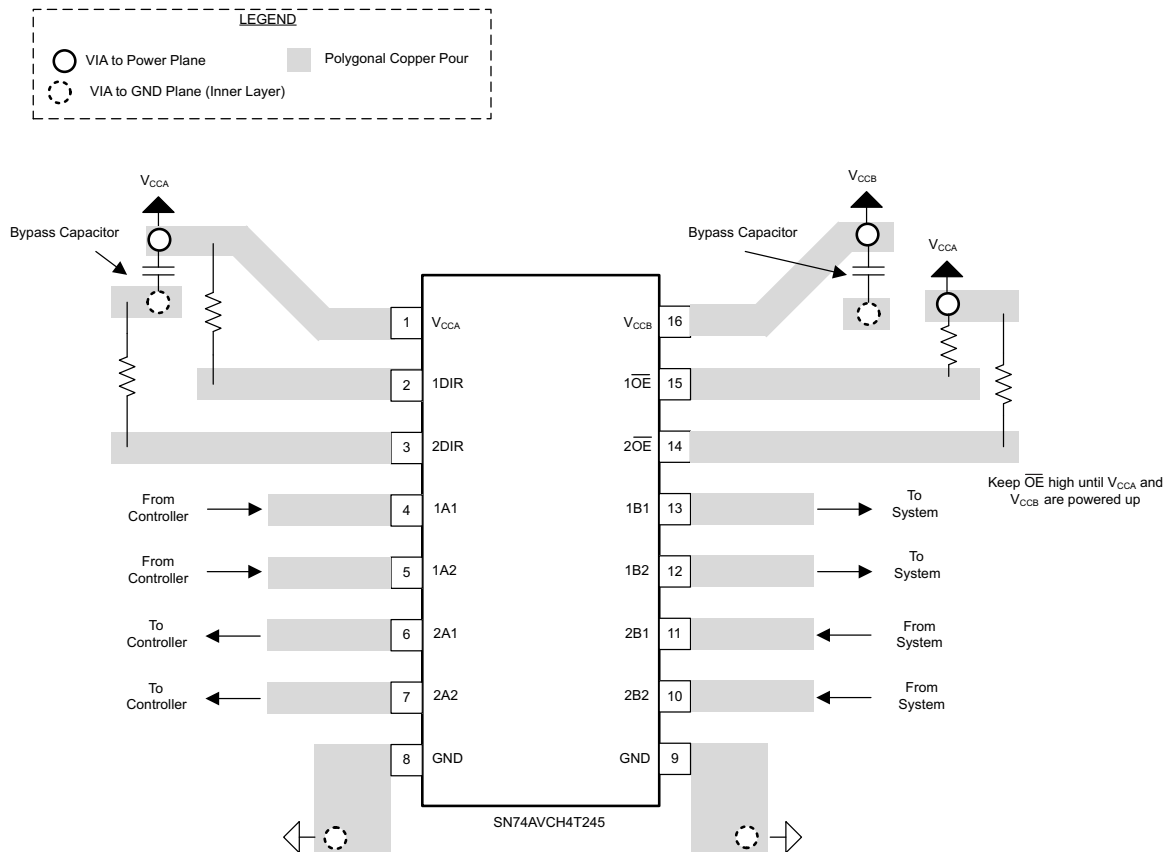 LEGEND
VIA to Power Plane
Polygonal Copper Pour
VIA to GND Plane (Inner Layer)
VCCA
Bypass Capacitor
VCCB
Bypass Capacitor
VCCA
1
VCCA
2
1DIR
3
2DIR
4
1A1
5
1A2
6
2A1
7
2A2
8
GND
VCCB
16
1O̅E̅
15
2O̅E̅
14
1B1
13
1B2
12
2B1
11
2B2
10
GND
9
From
Controller
From
Controller
To
Controller
To
Controller
Keep O̅E̅ high until VCCA and
VCCB are powered up
To
System
To
System
From
System
From
System
SN74AVCH4T245